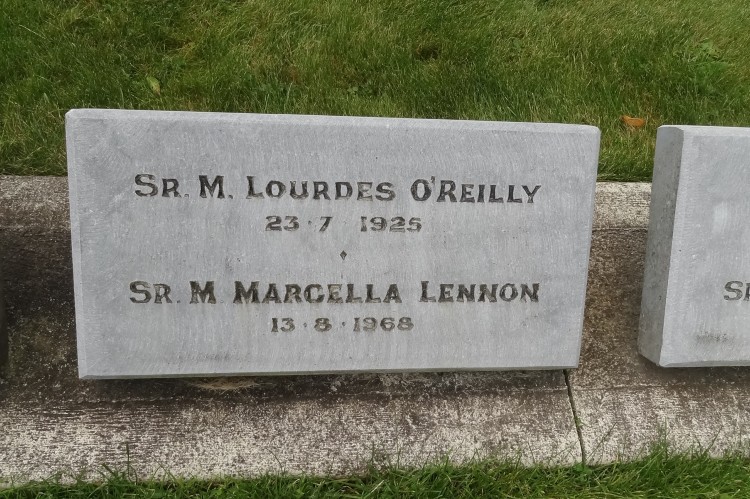 SR. M. LOURDES O'REILLY
23·7 1925
SR. M MARCELLA LENNON
13·8·1968